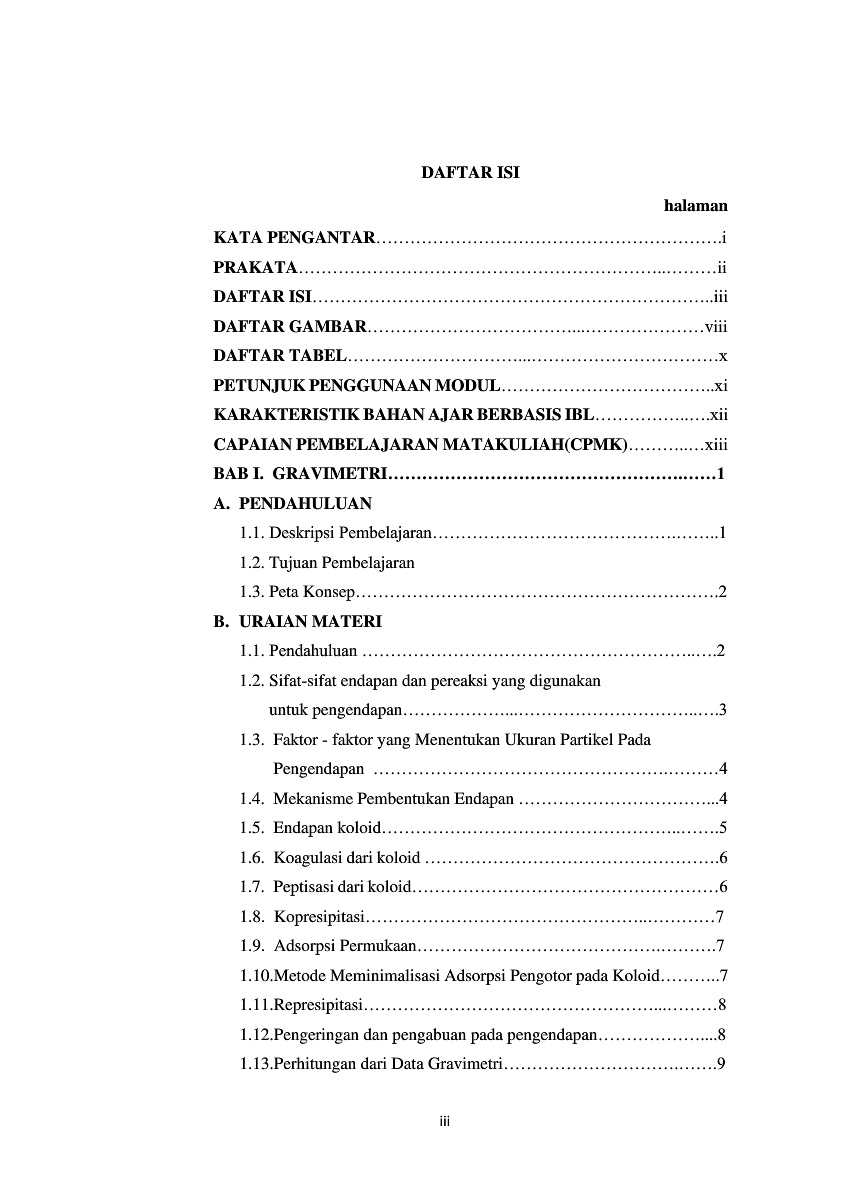 DAFTAR ISI
halaman
KATA PENGANTAR…………………………………………………….i
PRAKATA………………………………………………………...………ii
DAFTAR ISI……………………………………………………………..iii
DAFTAR GAMBAR………………………………...…………………viii
DAFTAR TABEL…………………………...……………………………x
PETUNJUK PENGGUNAAN MODUL………………………………..xi
KARAKTERISTIK BAHAN AJAR BERBASIS IBL……………..….xii
CAPAIAN PEMBELAJARAN MATAKULIAH(CPMK)………..…xiii
BAB I. GRAVIMETRI…………………………………………….……1
A. PENDAHULUAN
1.1. Deskripsi Pembelajaran…………………………………….……..1
1.2. Tujuan Pembelajaran
1.3. Peta Konsep……………………………………………………….2
B. URAIAN MATERI
1.1. Pendahuluan …………………………………………………..….2
1.2. Sifat-sifat endapan dan pereaksi yang digunakan
untuk pengendapan………………...…………………………..….3
1.3. Faktor - faktor yang Menentukan Ukuran Partikel Pada
Pengendapan …………………………………………….………4
1.4. Mekanisme Pembentukan Endapan ……………………………...4
1.5. Endapan koloid……………………………………………..…….5
1.6. Koagulasi dari koloid …………………………………………….6
1.7. Peptisasi dari koloid………………………………………………6
1.8. Kopresipitasi…………………………………………..…………7
1.9. Adsorpsi Permukaan…………………………………….……….7
1.10.Metode Meminimalisasi Adsorpsi Pengotor pada Koloid………..7
1.11.Represipitasi……………………………………………...………8
1.12.Pengeringan dan pengabuan pada pengendapan………………....8
1.13.Perhitungan dari Data Gravimetri………………………….…….9
iii